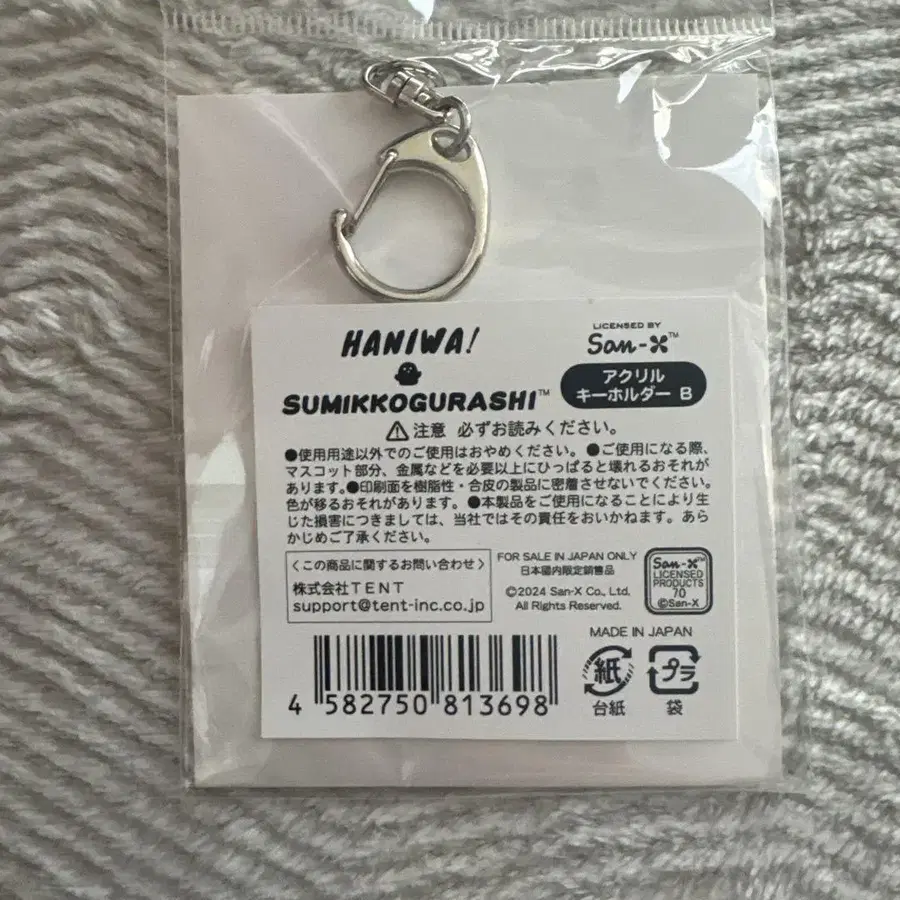 HANIWA!
SUMIKKOGURASHI™
LICENSED BY
San-X™
アクリル
キーホルダー B
注意 必ずお読みください。
●使用用途以外でのご使用はおやめください。●ご使用になる際、
マスコット部分、金属などを必要以上にひっぱると壊れるおそれが
あります。●印刷面を樹脂性・合皮の製品に密着させないでください。
色が移るおそれがあります。●本製品をご使用になることにより生
じた損害につきましては、当社ではその責任をおいかねます。あら
かじめご了承ください。
〈この商品に関するお問い合わせ〉
株式会社TENT
support@tent-inc.co.jp
FOR SALE IN JAPAN ONLY
日本国内限定販売品
©2024 San-X Co., Ltd.
All Rights Reserved.
San-X™
LICENSED
PRODUCTS
70
©San-X
MADE IN JAPAN
紙
台紙
プラ
袋
4 582750 813698